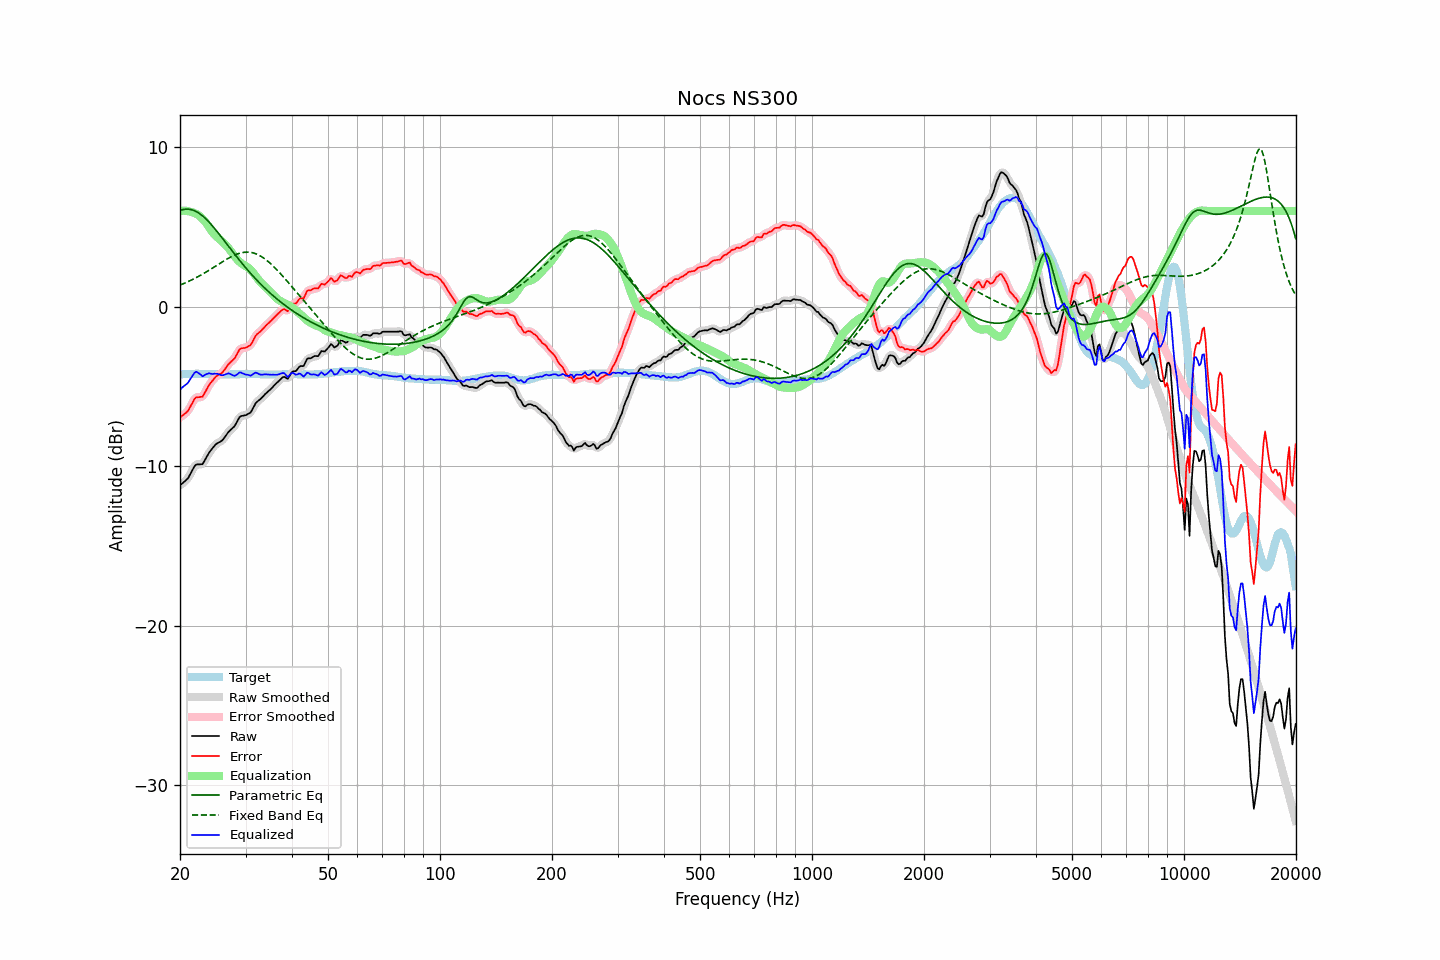 Nocs NS300
10
0
−10
−20
−30
Amplitude (dBr)
Target
Raw Smoothed
Error Smoothed
Raw
Error
Equalization
Parametric Eq
Fixed Band Eq
Equalized
20 50 100 200 500 1000 2000 5000 10000 20000
Frequency (Hz)